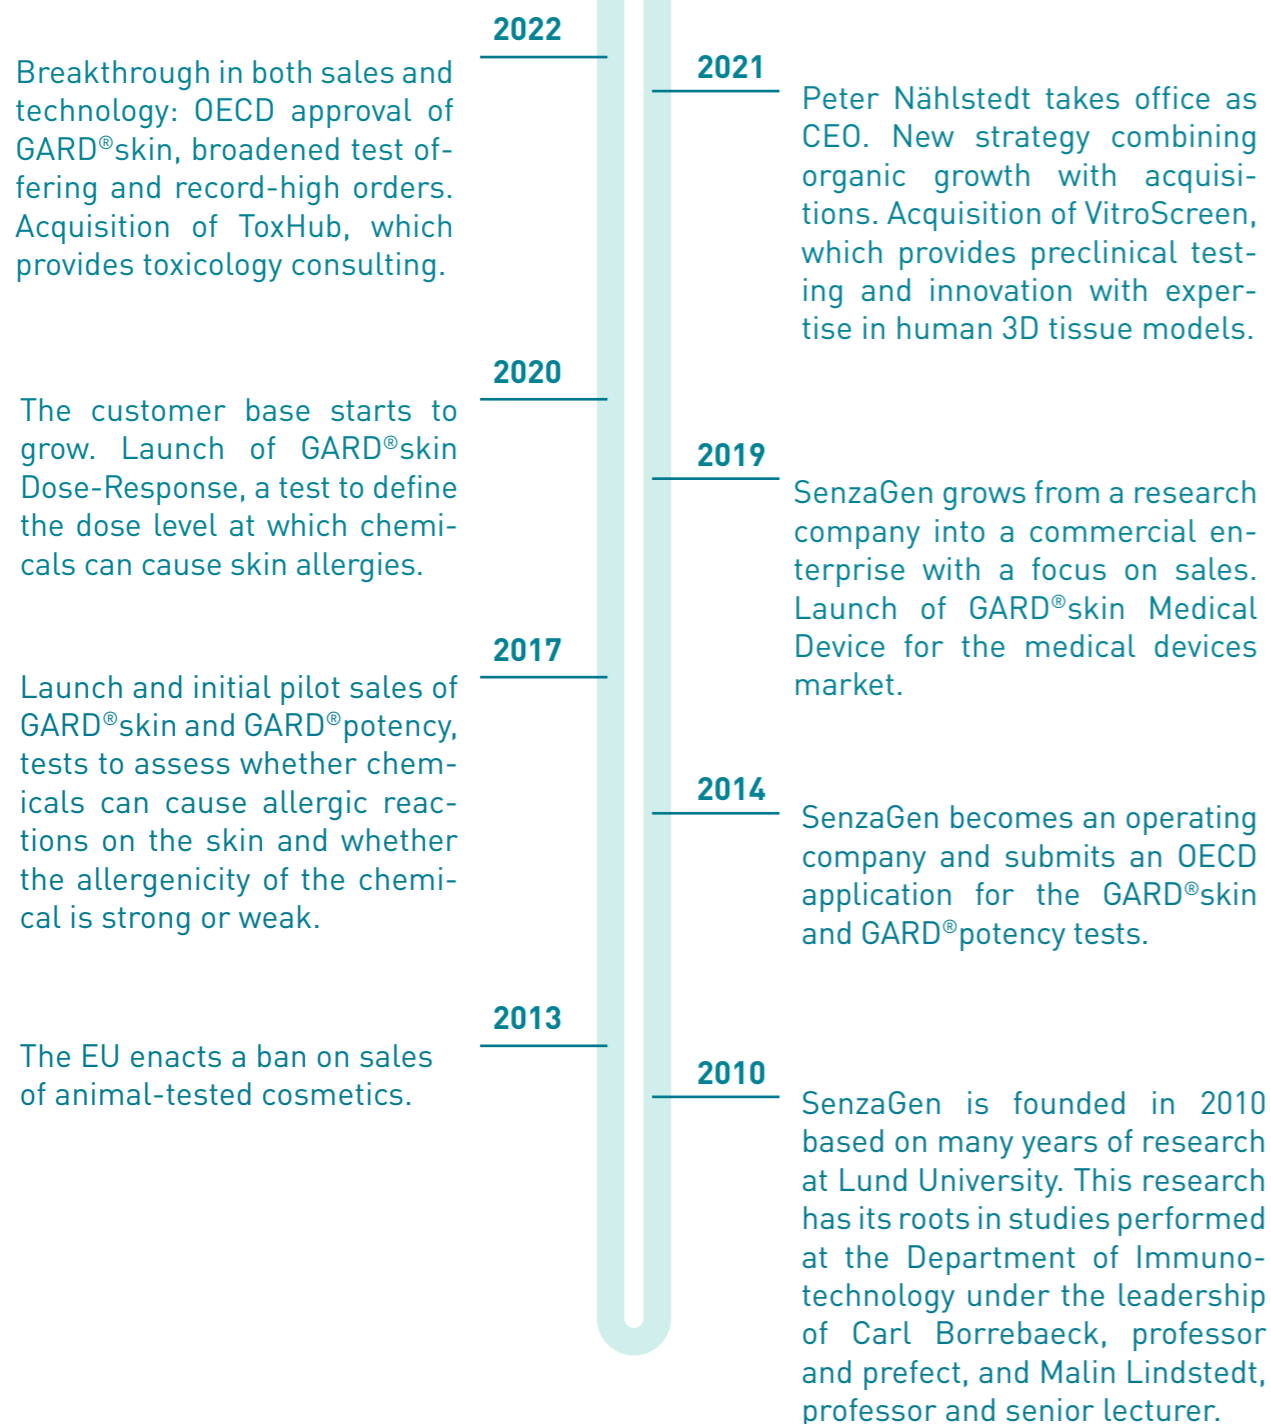 2022
Breakthrough in both sales and
technology: OECD approval of
GARD®skin, broadened test of-
fering and record-high orders.
Acquisition of ToxHub, which
provides toxicology consulting.
2021
Peter Nählstedt takes office as
CEO. New strategy combining
organic growth with acquisi-
tions. Acquisition of VitroScreen,
which provides preclinical test-
ing and innovation with exper-
tise in human 3D tissue models.
2020
The customer base starts to
grow. Launch of GARD®skin
Dose-Response, a test to define
the dose level at which chemi-
cals can cause skin allergies.
2019
SenzaGen grows from a research
company into a commercial en-
terprise with a focus on sales.
Launch of GARD®skin Medical
Device for the medical devices
market.
2017
Launch and initial pilot sales of
GARD®skin and GARD®potency,
tests to assess whether chem-
icals can cause allergic reac-
tions on the skin and whether
the allergenicity of the chemi-
cal is strong or weak.
2014
SenzaGen becomes an operating
company and submits an OECD
application for the GARD®skin
and GARD®potency tests.
2013
The EU enacts a ban on sales
of animal-tested cosmetics.
2010
SenzaGen is founded in 2010
based on many years of research
at Lund University. This research
has its roots in studies performed
at the Department of Immuno-
technology under the leadership
of Carl Borrebaeck, professor
and prefect, and Malin Lindstedt,
professor and senior lecturer.